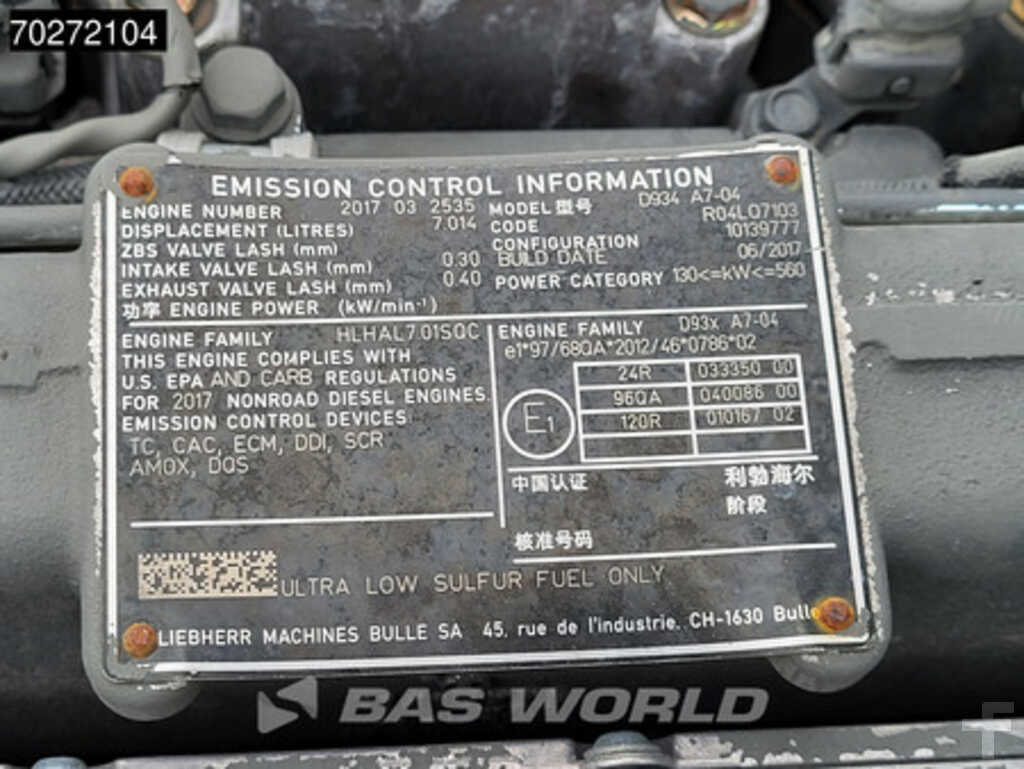 70272104
EMISSION CONTROL INFORMATION
ENGINE NUMBER 2017 03 2535
DISPLACEMENT (LITRES) 7.014
ZBS VALVE LASH (mm)
INTAKE VALVE LASH (mm) 0.30
EXHAUST VALVE LASH (mm) 0.40
功率 ENGINE POWER (kW/min-¹)
MODEL 型号 D934 A7-04
CODE R04LQ7103
CONFIGURATION 10139777
BUILD DATE 06/2017
POWER CATEGORY 130<=kW<=560
ENGINE FAMILY HLHAL7.01SQC
THIS ENGINE COMPLIES WITH
U.S. EPA AND CARB REGULATIONS
FOR 2017 NONROAD DIESEL ENGINES.
EMISSION CONTROL DEVICES
TC, CAC, ECM, DDI, SCR
AMOX, DQS
ENGINE FAMILY D93x A7-04
e1*97/68QA*2012/46*0786*02
E1
24R 033350 00
96QA 040086 00
120R 010167 02
中国认证 利勃海尔
阶段
核准号码
ULTRA LOW SULFUR FUEL ONLY
LIEBHERR MACHINES BULLE SA 45, rue de l'industrie. CH-1630 Bulle
BAS WORLD